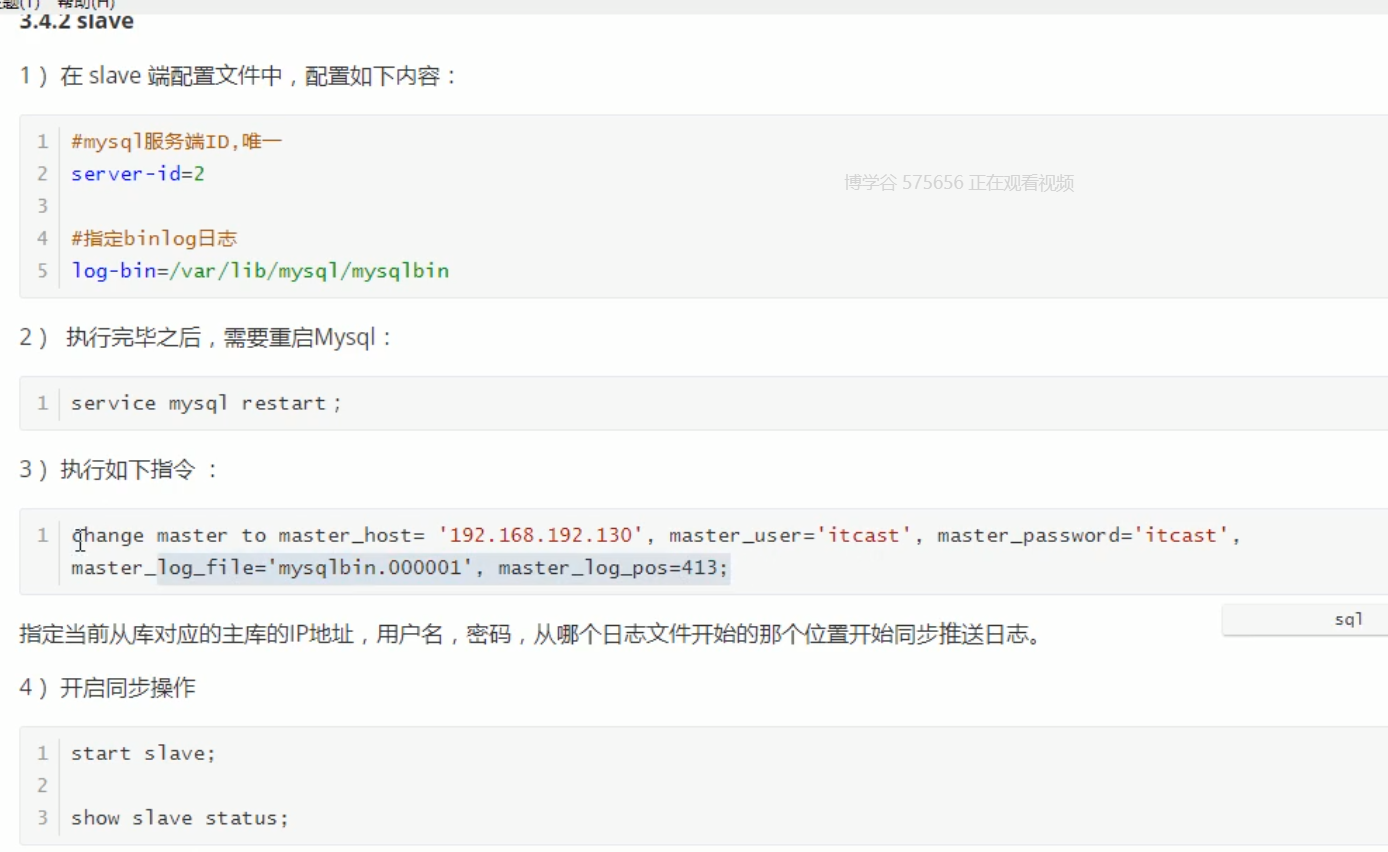 帮助(H)
3.4.2 slave
1 ）在 slave 端配置文件中，配置如下内容：
1 #mysql服务端ID,唯一
2 server-id=2
博学谷 575656 正在观看视频
3
4 #指定binlog日志
5 log-bin=/var/lib/mysql/mysqlbin
2 ） 执行完毕之后，需要重启Mysql：
1 service mysql restart；
3 ）执行如下指令 ：
1 change master to master_host= '192.168.192.130', master_user='itcast', master_password='itcast',
master_log_file='mysqlbin.000001', master_log_pos=413;
sql
指定当前从库对应的主库的IP地址，用户名，密码，从哪个日志文件开始的那个位置开始同步推送日志。
4 ）开启同步操作
1 start slave;
2
3 show slave status;